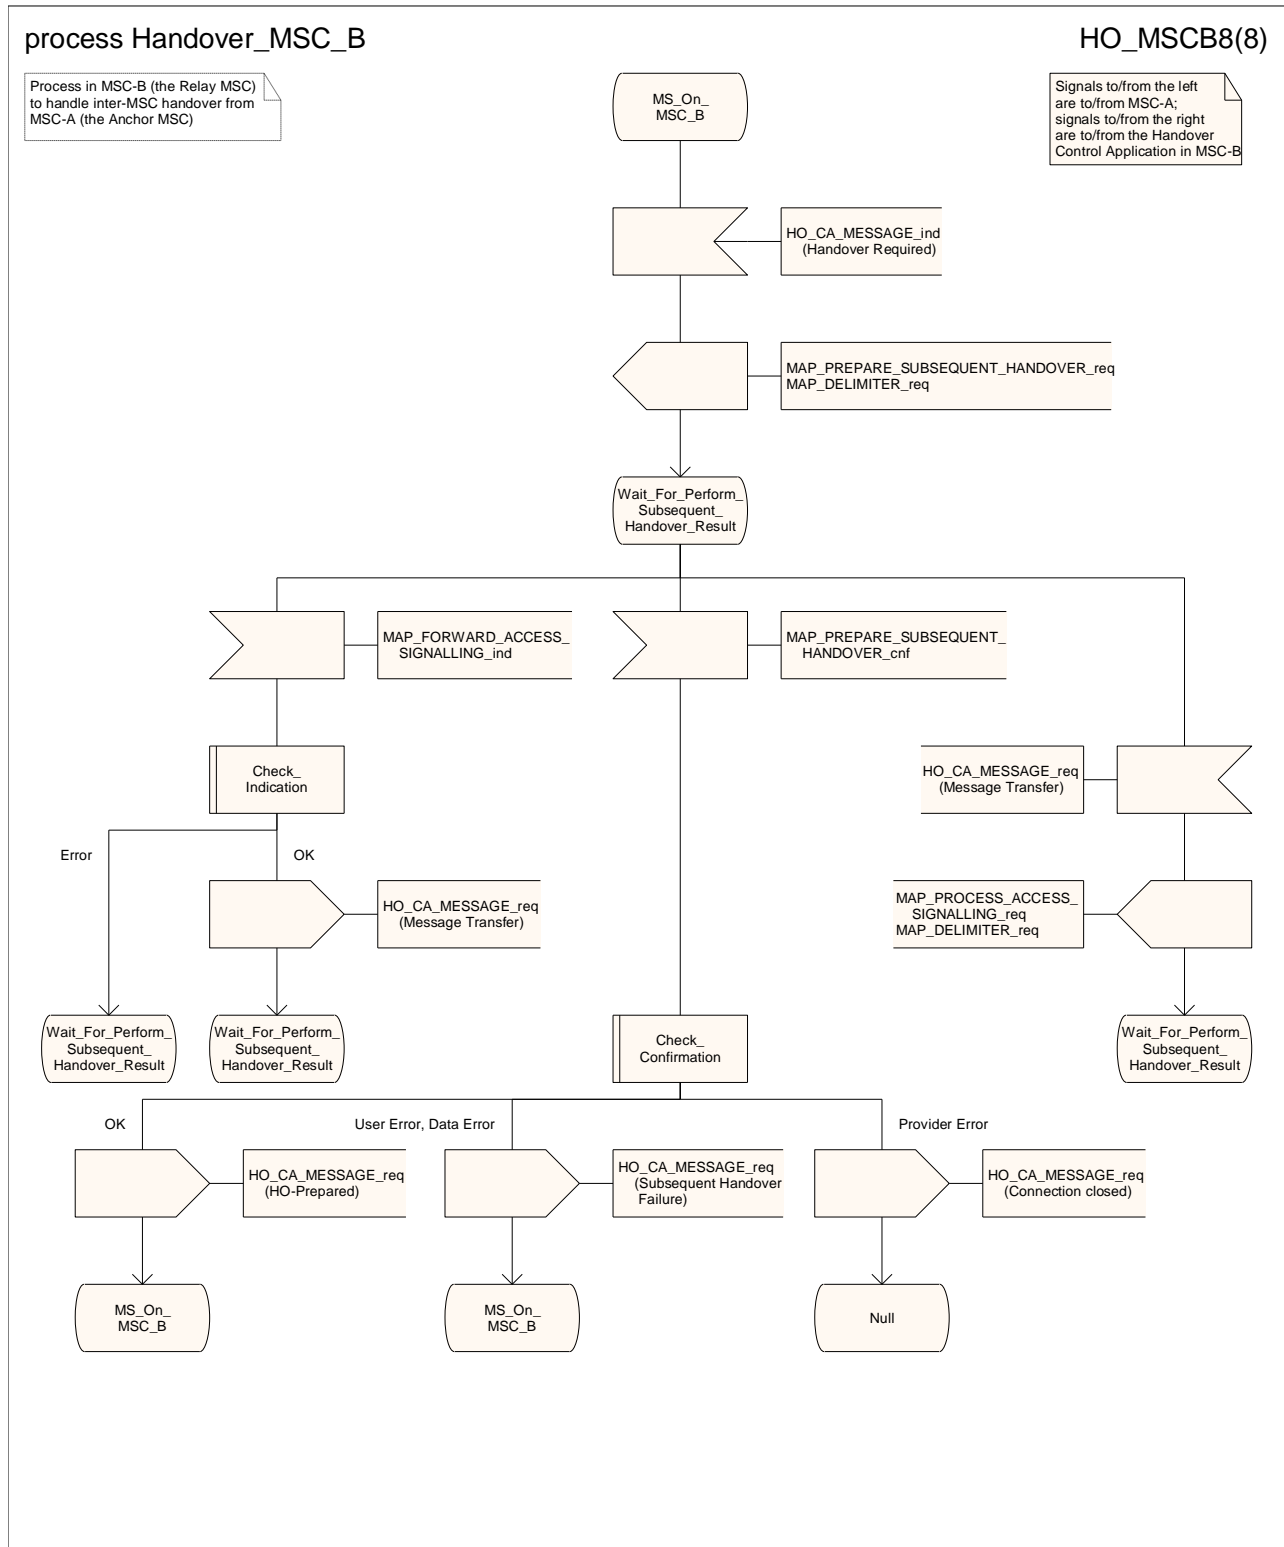 process Handover_MSC_B
HO_MSCB8(8)
Process in MSC-B (the Relay MSC)
to handle inter-MSC handover from
MSC-A (the Anchor MSC)
Signals to/from the left
are to/from MSC-A;
signals to/from the right
are to/from the Handover
Control Application in MSC-B
MS_On_
MSC_B
HO_CA_MESSAGE_ind
(Handover Required)
MAP_PREPARE_SUBSEQUENT_HANDOVER_req
MAP_DELIMITER_req
Wait_For_Perform_
Subsequent_
Handover_Result
MAP_FORWARD_ACCESS_
SIGNALLING_ind
MAP_PREPARE_SUBSEQUENT_
HANDOVER_cnf
Check_
Indication
HO_CA_MESSAGE_req
(Message Transfer)
Error
OK
HO_CA_MESSAGE_req
(Message Transfer)
MAP_PROCESS_ACCESS_
SIGNALLING_req
MAP_DELIMITER_req
Wait_For_Perform_
Subsequent_
Handover_Result
Wait_For_Perform_
Subsequent_
Handover_Result
Check_
Confirmation
Wait_For_Perform_
Subsequent_
Handover_Result
OK
User Error, Data Error
Provider Error
HO_CA_MESSAGE_req
(HO-Prepared)
HO_CA_MESSAGE_req
(Subsequent Handover
Failure)
HO_CA_MESSAGE_req
(Connection closed)
MS_On_
MSC_B
MS_On_
MSC_B
Null